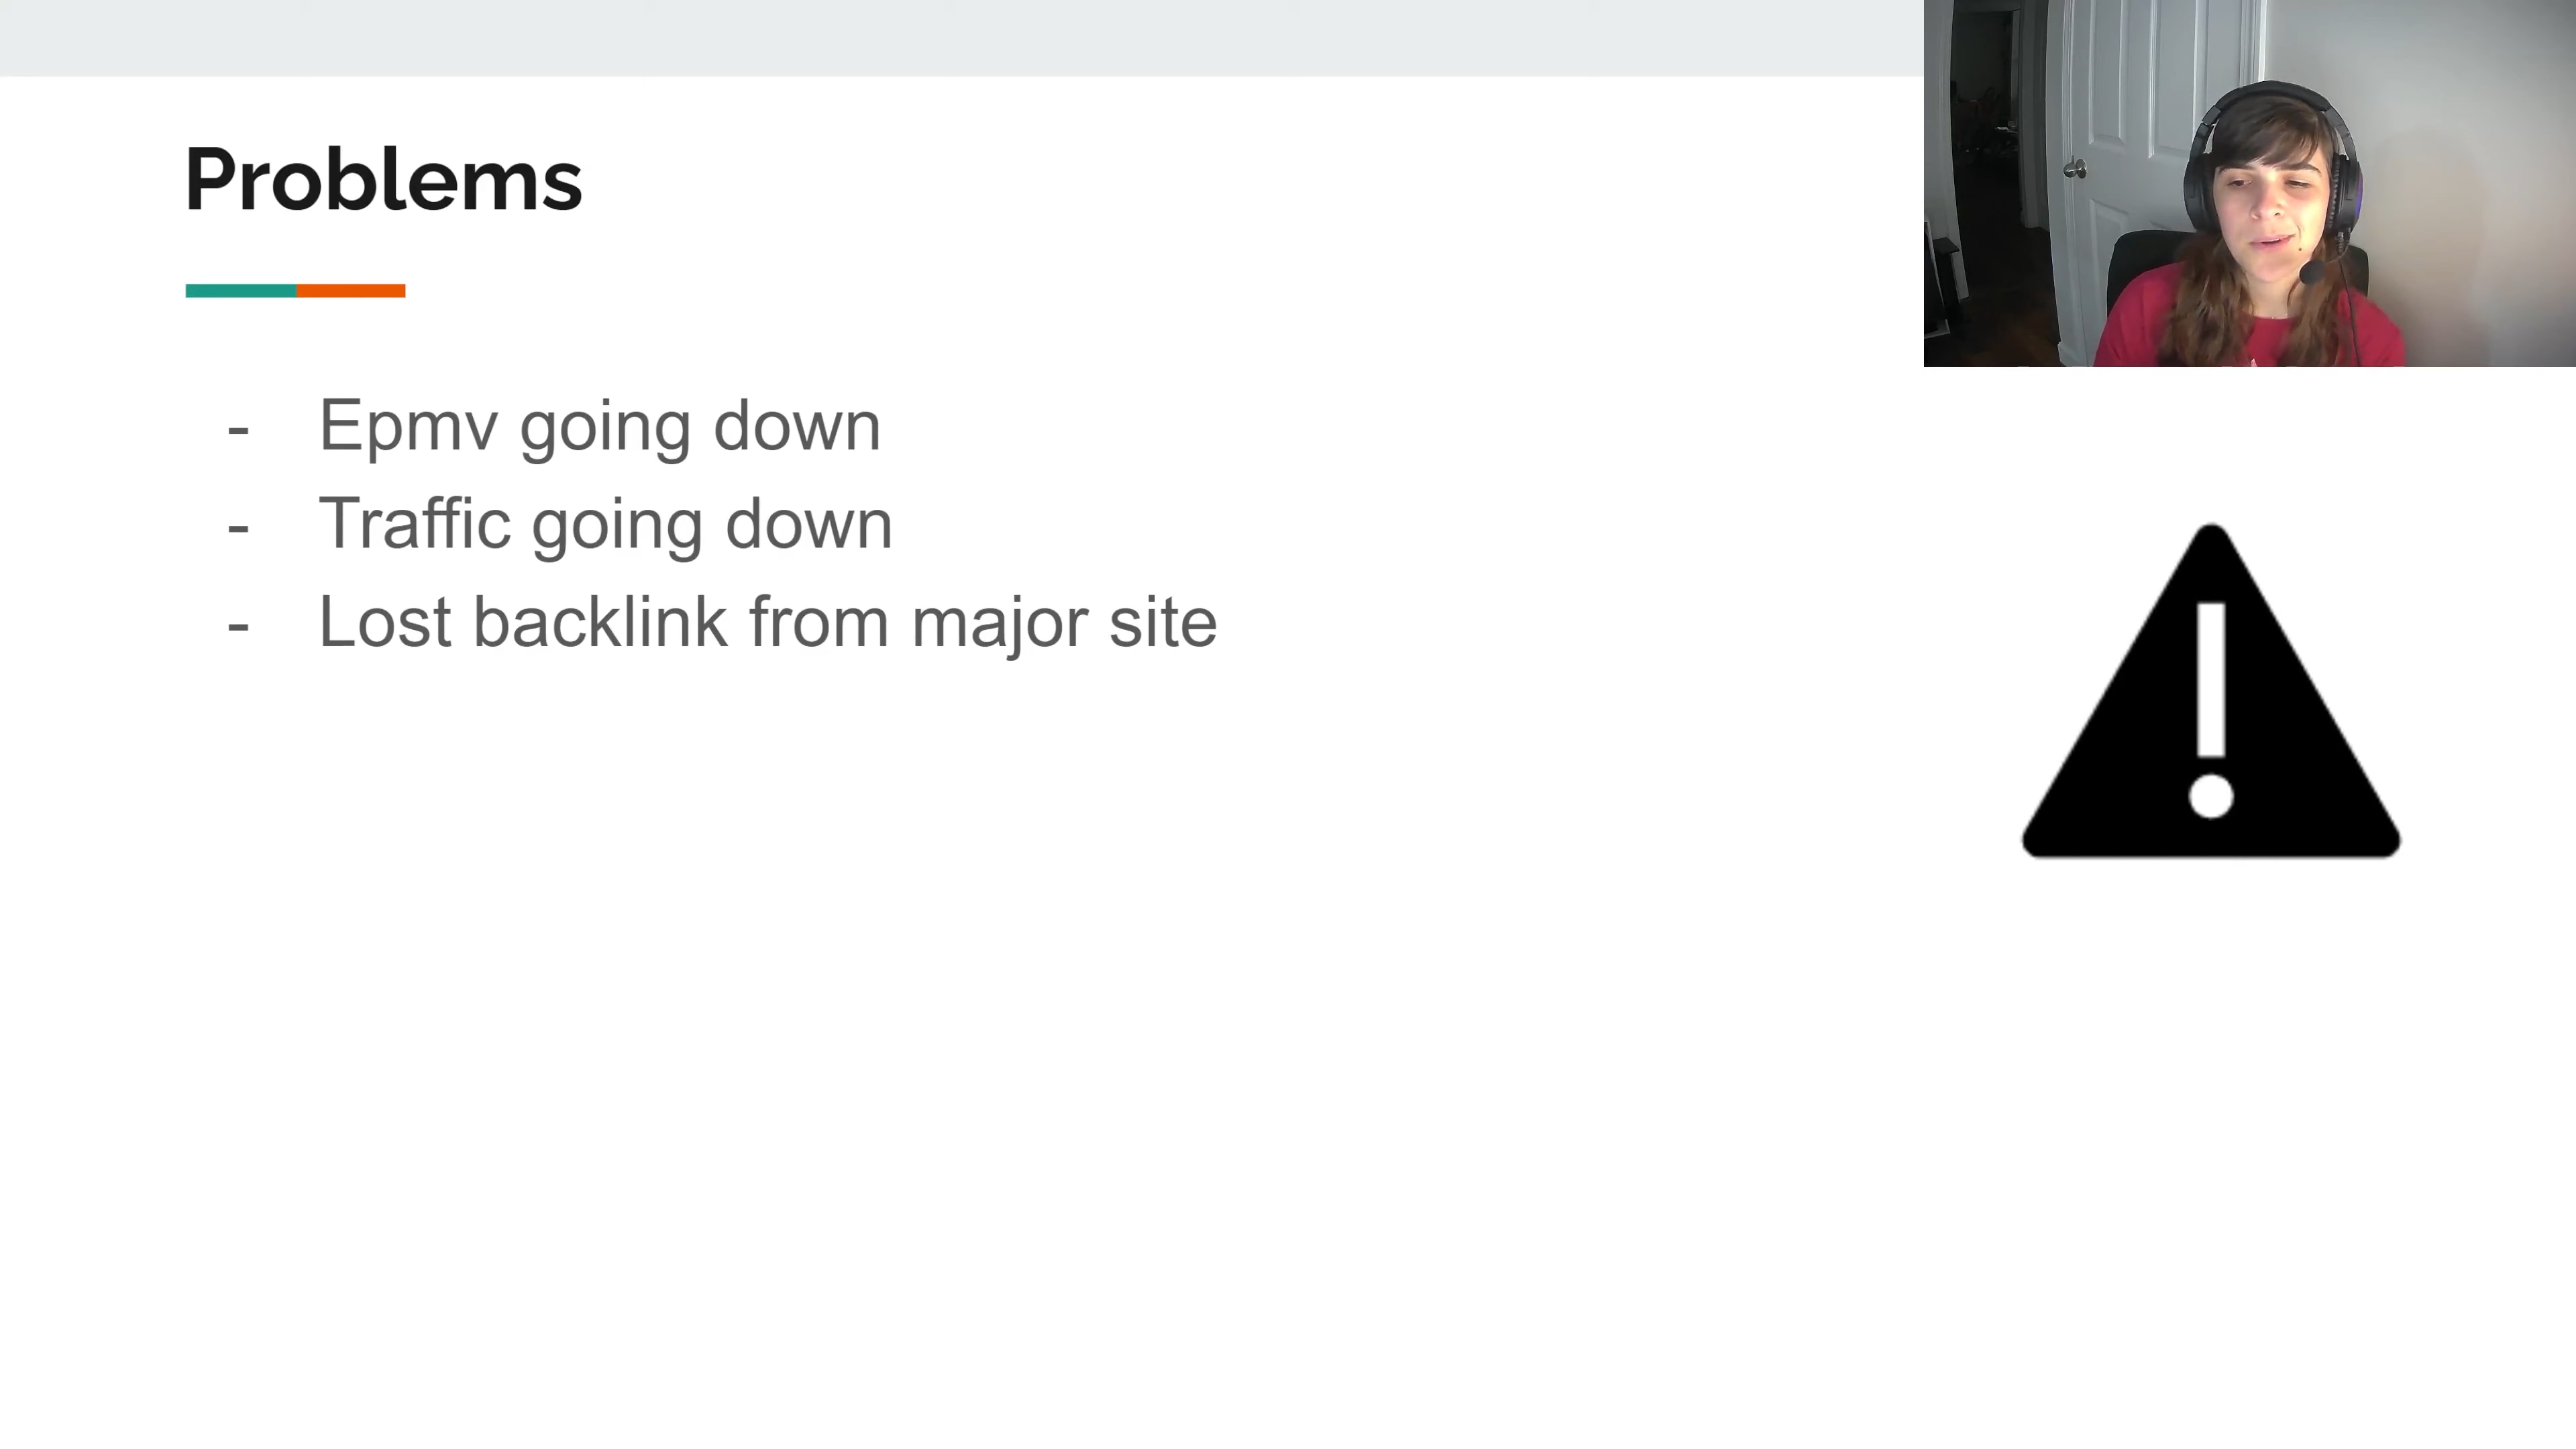 Problems
- Epmv going down
- Traffic going down
- Lost backlink from major site